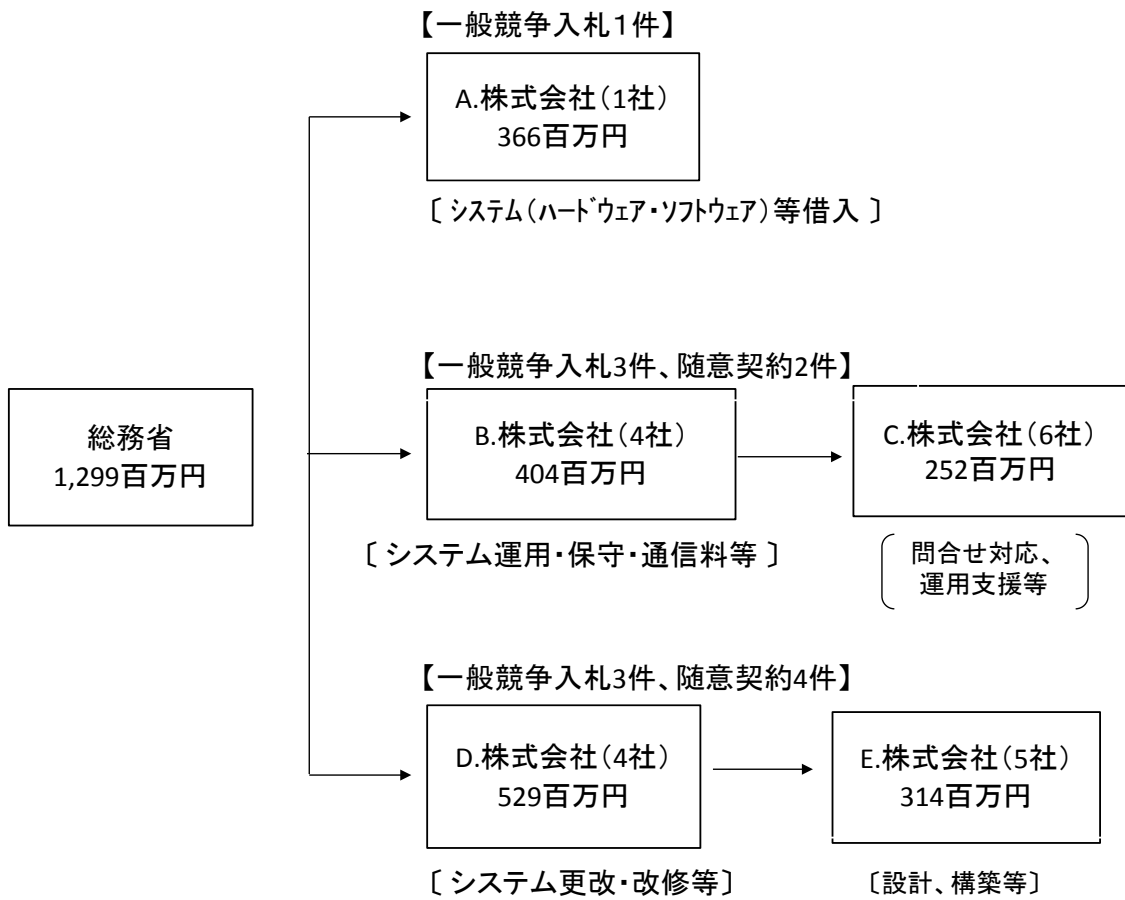 【一般競争入札1件】
A.株式会社(1社)
366百万円
〔 システム(ﾊｰﾄﾞｳｪｱ・ｿﾌﾄｳｪｱ)等借入 〕
【一般競争入札3件、随意契約2件】
総務省
1,299百万円
B.株式会社(4社)
404百万円
C.株式会社(6社)
252百万円
〔 システム運用・保守・通信料等 〕
問合せ対応、
運用支援等
【一般競争入札3件、随意契約4件】
D.株式会社(4社)
529百万円
E.株式会社(5社)
314百万円
〔 システム更改・改修等〕
〔設計、構築等〕